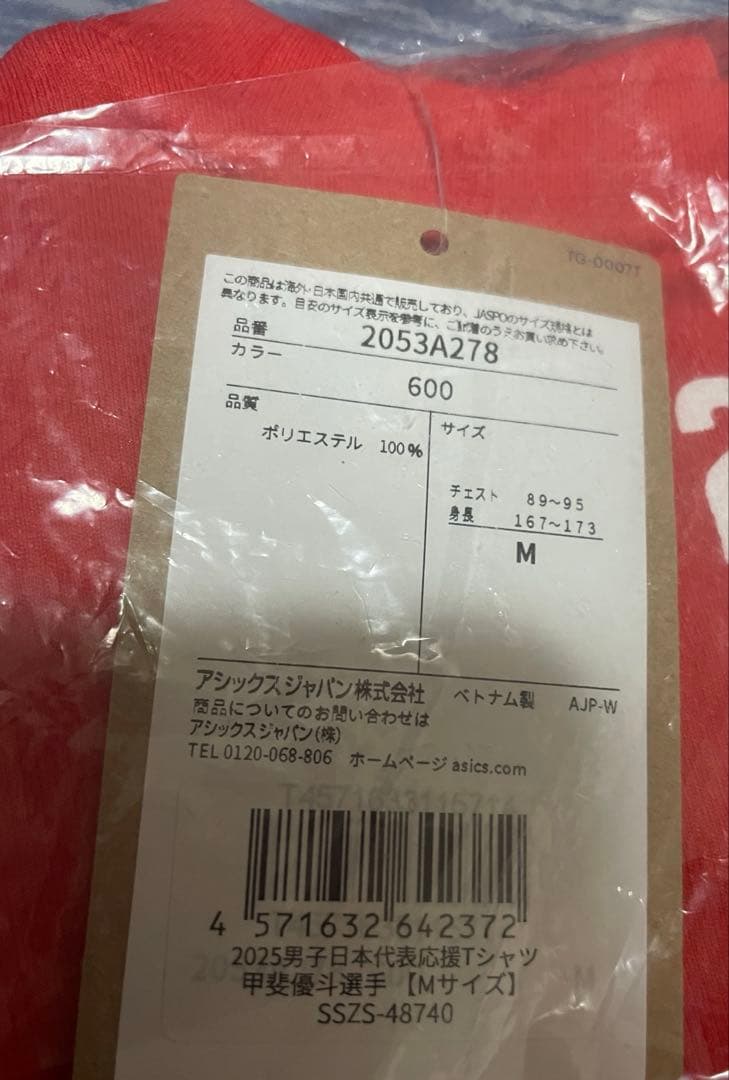 TG-0007T
この商品は海外・日本国内共通で販売しており、JASPOのサイズ規格とは
異なります。目安のサイズ表示を参考に、ご試着のうえお買い求め下さい。
品番 2053A278
カラー
600
品質
ポリエステル 100%
サイズ
チェスト 89〜95
身長 167〜173
M
アシックスジャパン株式会社 ベトナム製 AJP-W
商品についてのお問い合わせは
アシックスジャパン(株)
TEL 0120-068-806 ホームページ asics.com
4 571632 642372
2025男子日本代表応援Tシャツ
甲斐優斗選手 【Mサイズ】
SSZS-48740